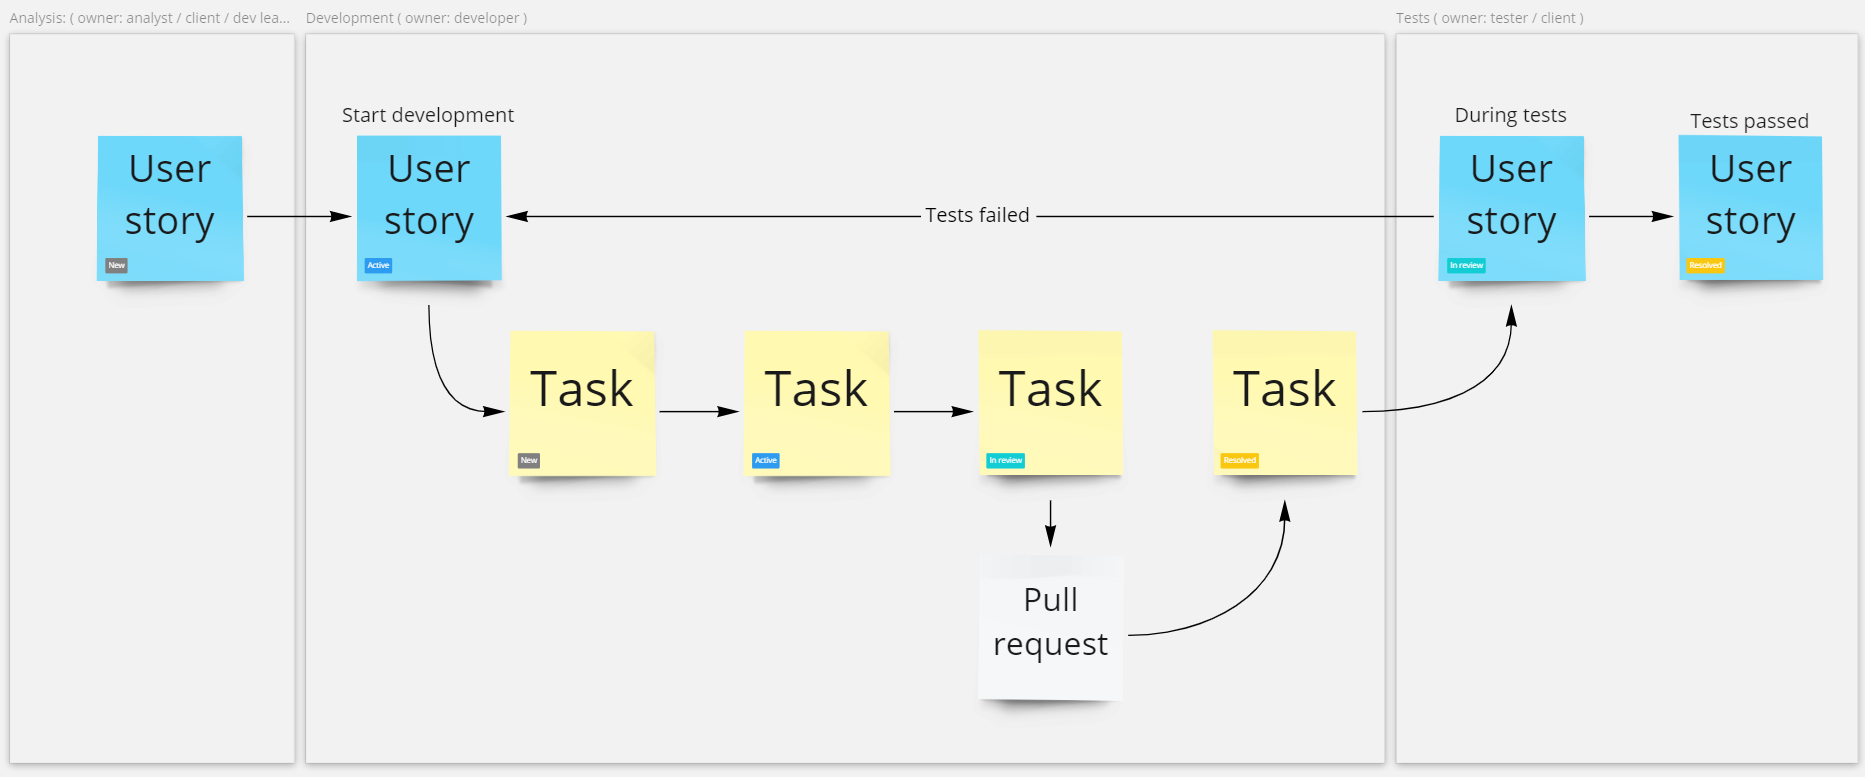 Analysis: ( owner: analyst / client / dev lea...
Development ( owner: developer )
Tests ( owner: tester / client )
Start development
During tests
Tests passed
User
story
New
User
story
Active
Tests failed
User
story
In review
User
story
Resolved
Task
New
Task
Active
Task
In review
Task
Resolved
Pull
request